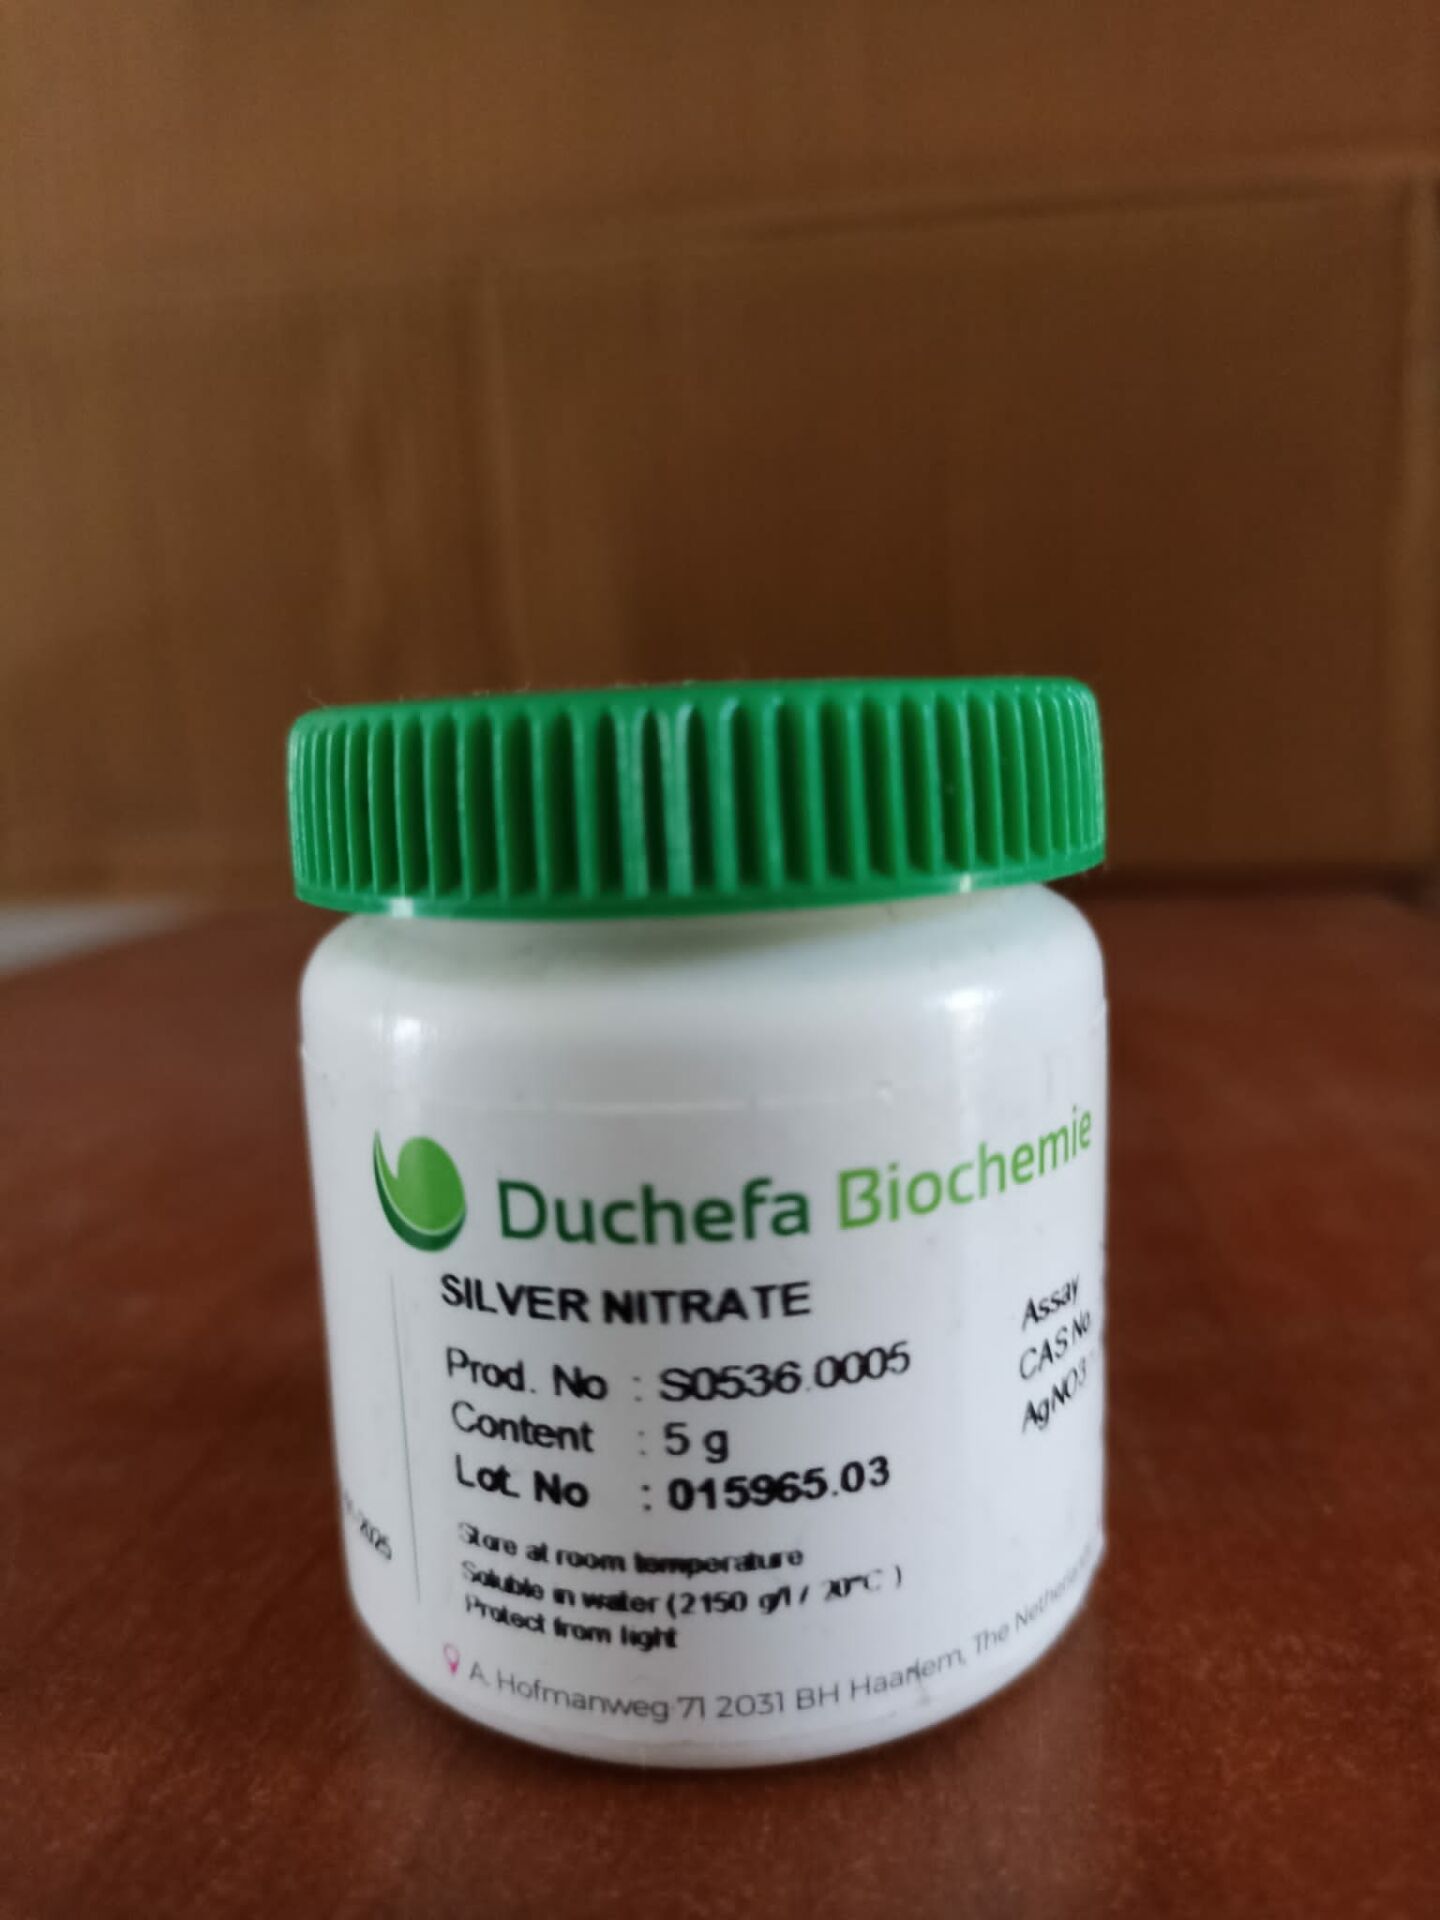 Duchefa Biochemie
SILVER NITRATE
Prod. No : S0536.0005
Content : 5 g
Lot. No : 015965.03
Assay
CAS No.
AgNO3
2025
Store at room temperature
Soluble in water (2150 g/l / 20°C )
Protect from light
A. Hofmanweg 71 2031 BH Haarlem, The